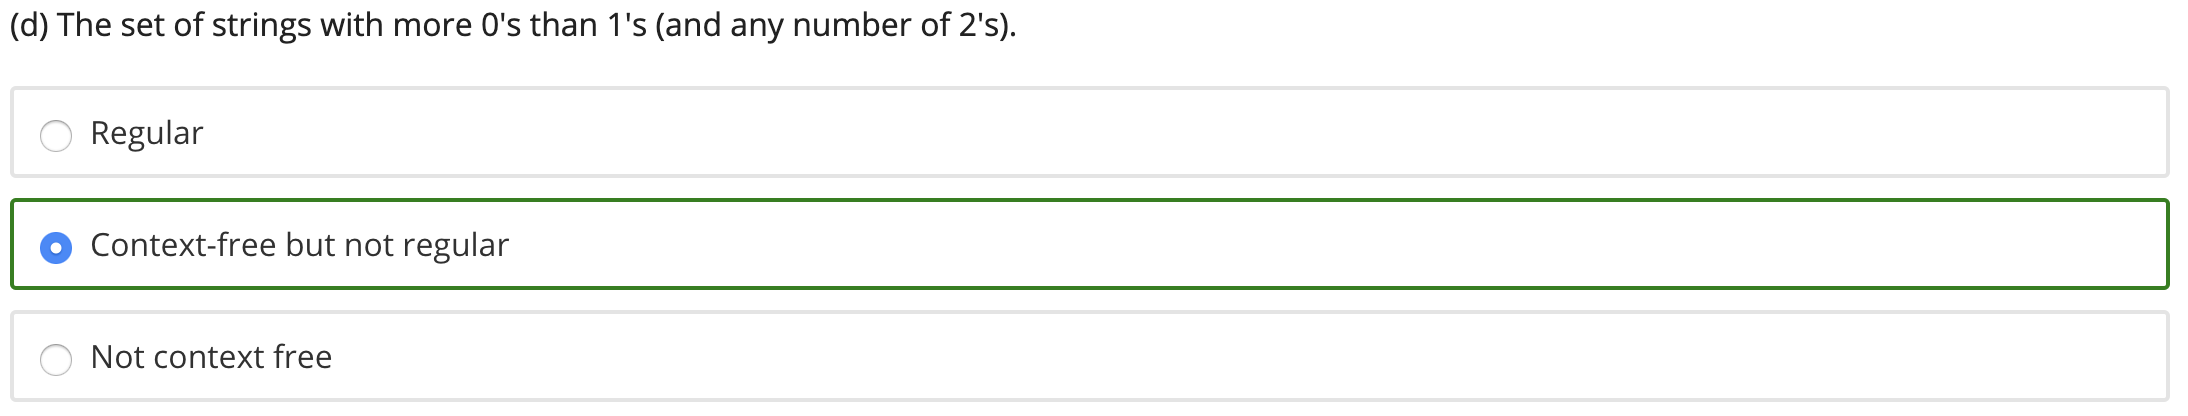 (d) The set of strings with more 0's than 1's (and any number of 2's).
Regular
Context-free but not regular
Not context free